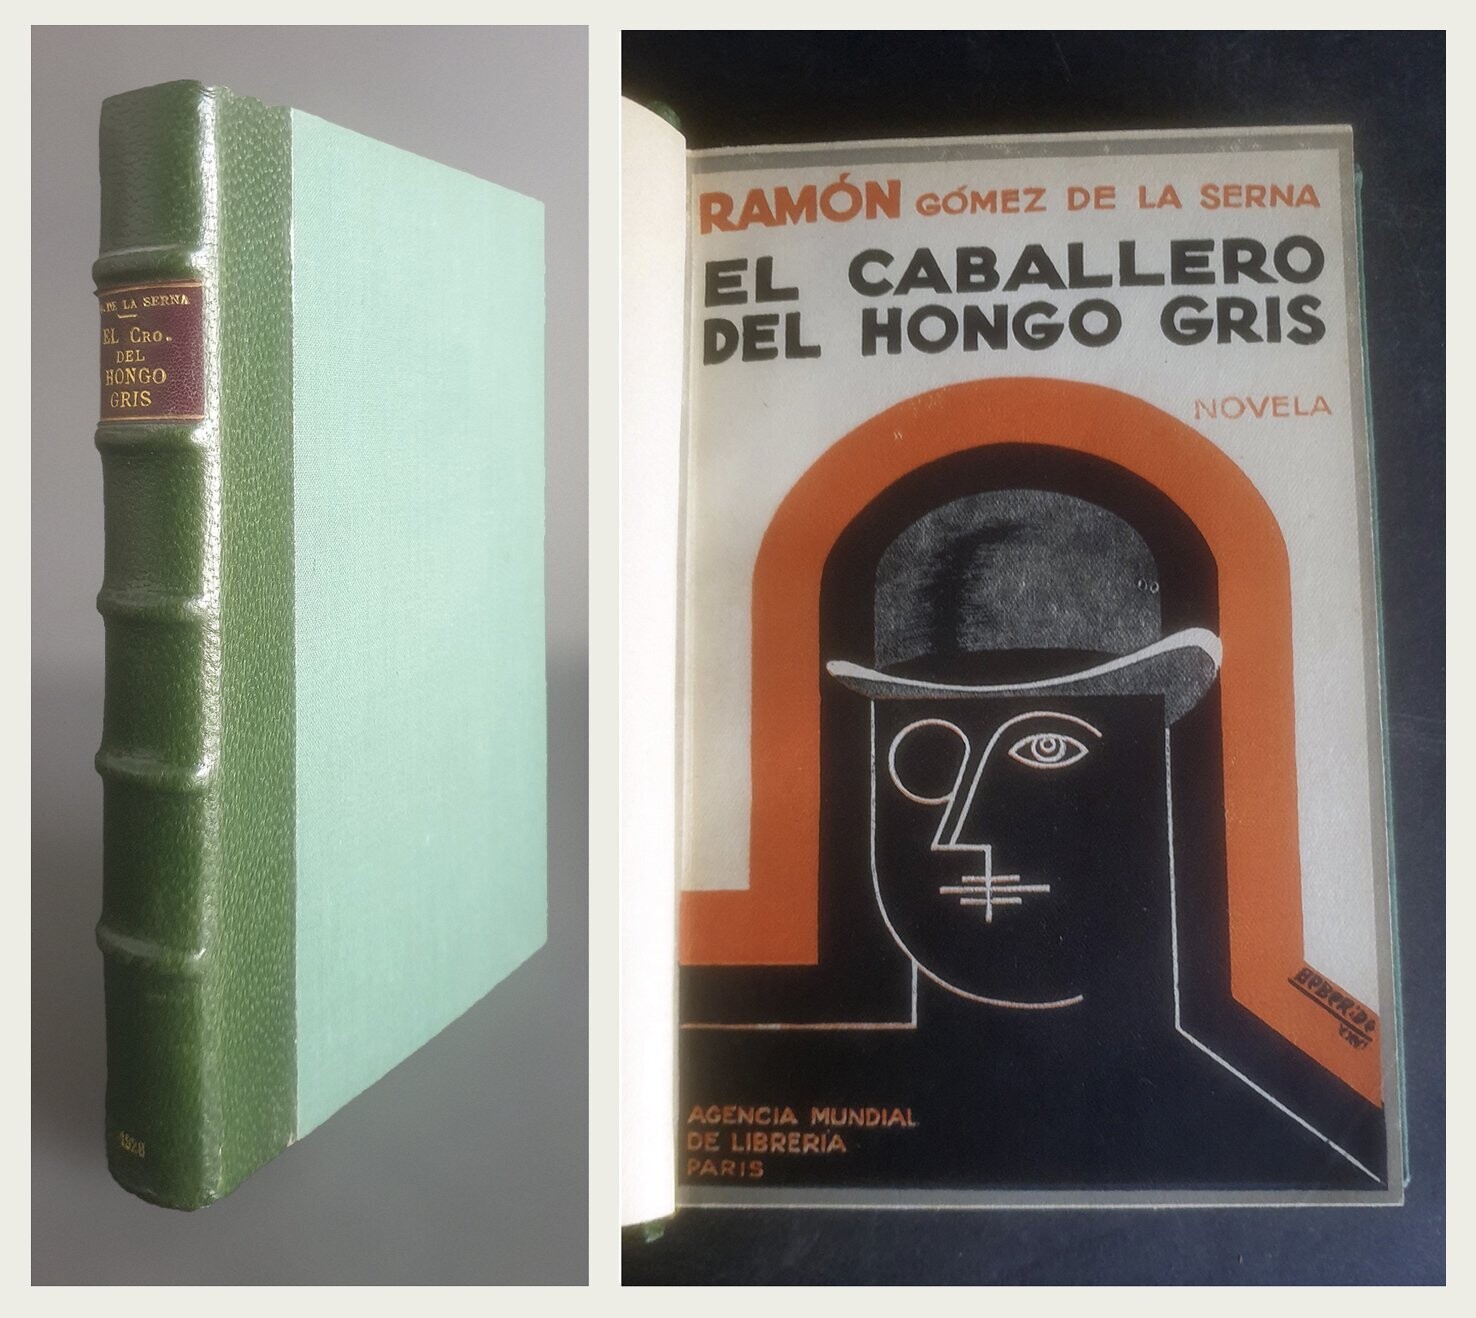 DE LA SERNA
EL Cro.
DEL
HONGO
GRIS
1928
RAMÓN GÓMEZ DE LA SERNA
EL CABALLERO
DEL HONGO GRIS
NOVELA
AGENCIA MUNDIAL
DE LIBRERIA
PARIS